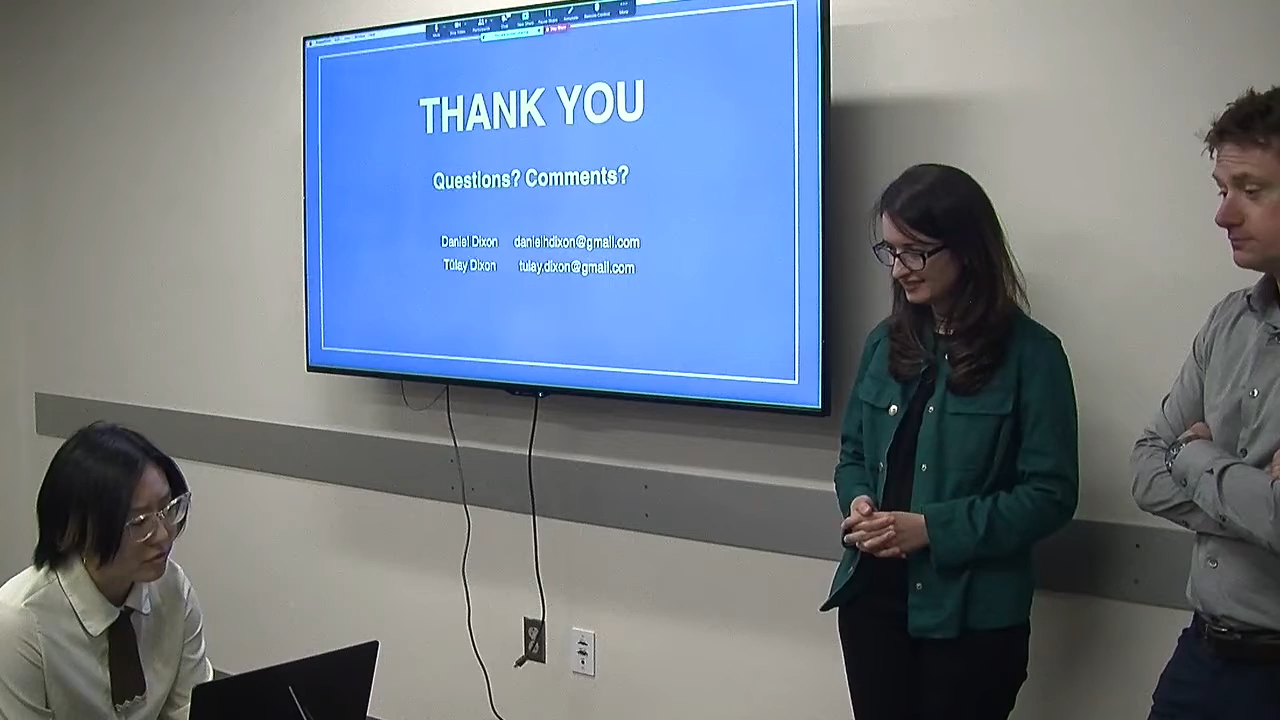 THANK YOU
Questions? Comments?
Daniel Dixon danielhdixon@gmail.com
Tülay Dixon tulay.dixon@gmail.com